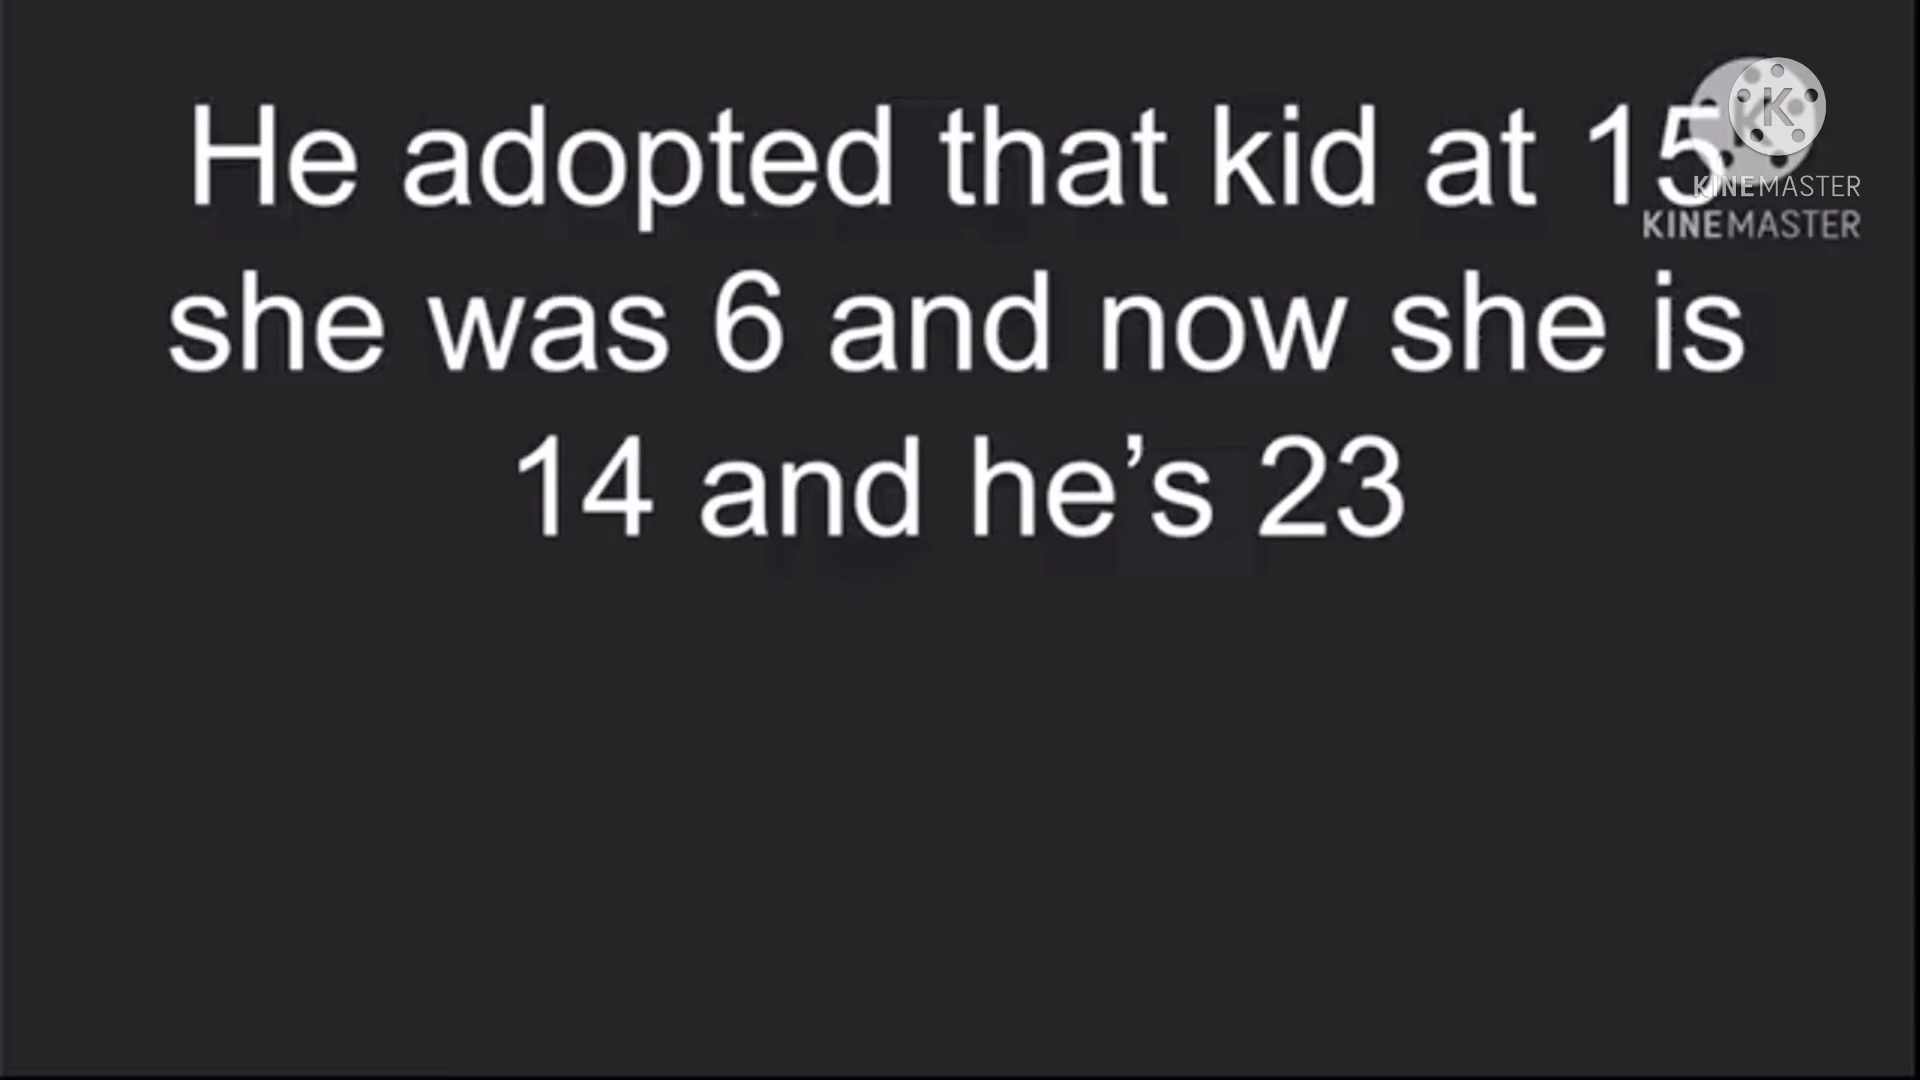 He adopted that kid at 15
she was 6 and now she is
14 and he’s 23
K
KINEMASTER
KINEMASTER